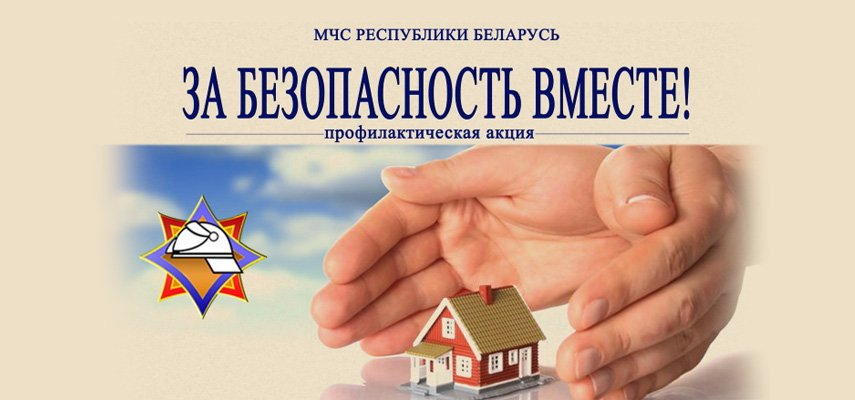 МЧС РЕСПУБЛИКИ БЕЛАРУСЬ
ЗА БЕЗОПАСНОСТЬ ВМЕСТЕ!
профилактическая акция